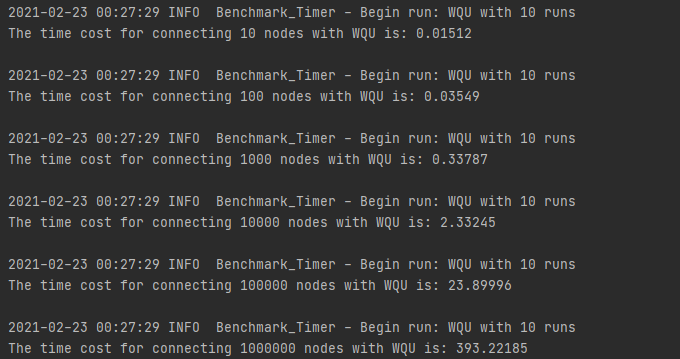 2021-02-23 00:27:29 INFO  Benchmark_Timer - Begin run: WQU with 10 runs
The time cost for connecting 10 nodes with WQU is: 0.01512
2021-02-23 00:27:29 INFO  Benchmark_Timer - Begin run: WQU with 10 runs
The time cost for connecting 100 nodes with WQU is: 0.03549
2021-02-23 00:27:29 INFO  Benchmark_Timer - Begin run: WQU with 10 runs
The time cost for connecting 1000 nodes with WQU is: 0.33787
2021-02-23 00:27:29 INFO  Benchmark_Timer - Begin run: WQU with 10 runs
The time cost for connecting 10000 nodes with WQU is: 2.33245
2021-02-23 00:27:29 INFO  Benchmark_Timer - Begin run: WQU with 10 runs
The time cost for connecting 100000 nodes with WQU is: 23.89996
2021-02-23 00:27:29 INFO  Benchmark_Timer - Begin run: WQU with 10 runs
The time cost for connecting 1000000 nodes with WQU is: 393.22185